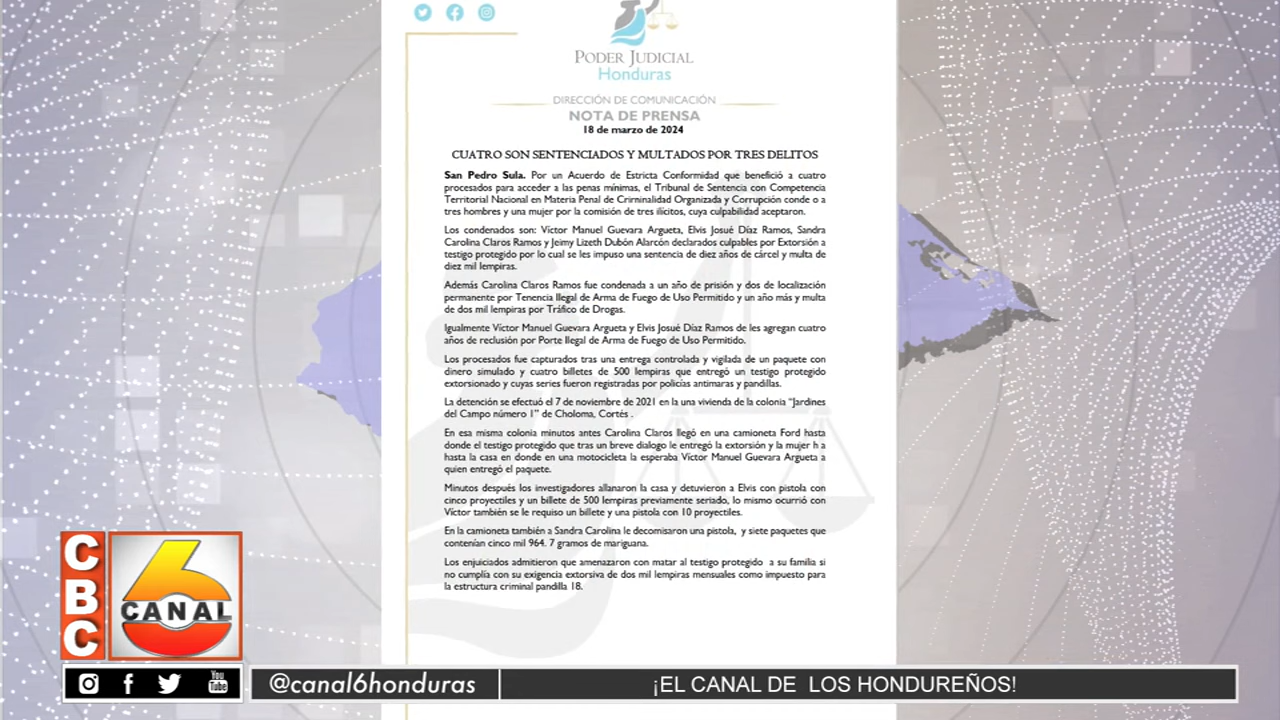 PODER JUDICIAL
Honduras
DIRECCIÓN DE COMUNICACIÓN
NOTA DE PRENSA
18 de marzo de 2024
CUATRO SON SENTENCIADOS Y MULTADOS POR TRES DELITOS
San Pedro Sula. Por un Acuerdo de Estricta Conformidad que benefició a cuatro
procesados para acceder a las penas mínimas, el Tribunal de Sentencia con Competencia
Territorial Nacional en Materia Penal de Criminalidad Organizada y Corrupción conde o a
tres hombres y una mujer por la comisión de tres ilícitos, cuya culpabilidad aceptaron.
Los condenados son: Víctor Manuel Guevara Argueta, Elvis Josué Díaz Ramos, Sandra
Carolina Claros Ramos y Jeimy Lizeth Dubón Alarcón declarados culpables por Extorsión a
testigo protegido por lo cual se les impuso una sentencia de diez años de cárcel y multa de
diez mil lempiras.
Además Carolina Claros Ramos fue condenada a un año de prisión y dos de localización
permanente por Tenencia Ilegal de Arma de Fuego de Uso Permitido y un año más y multa
de dos mil lempiras por Tráfico de Drogas.
Igualmente Víctor Manuel Guevara Argueta y Elvis Josué Díaz Ramos de les agregan cuatro
años de reclusión por Porte Ilegal de Arma de Fuego de Uso Permitido.
Los procesados fue capturados tras una entrega controlada y vigilada de un paquete con
dinero simulado y cuatro billetes de 500 lempiras que entregó un testigo protegido
extorsionado y cuyas series fueron registradas por policías antimaras y pandillas.
La detención se efectuó el 7 de noviembre de 2021 en la una vivienda de la colonia "Jardines
del Campo número 1" de Choloma, Cortés .
En esa misma colonia minutos antes Carolina Claros llegó en una camioneta Ford hasta
donde el testigo protegido que tras un breve dialogo le entregó la extorsión y la mujer h a
hasta la casa en donde en una motocicleta la esperaba Víctor Manuel Guevara Argueta a
quien entregó el paquete.
Minutos después los investigadores allanaron la casa y detuvieron a Elvis con pistola con
cinco proyectiles y un billete de 500 lempiras previamente seriado, lo mismo ocurrió con
Víctor también se le requiso un billete y una pistola con 10 proyectiles.
En la camioneta también a Sandra Carolina le decomisaron una pistola, y siete paquetes que
contenían cinco mil 964. 7 gramos de mariguana.
Los enjuiciados admitieron que amenazaron con matar al testigo protegido a su familia si
no cumplía con su exigencia extorsiva de dos mil lempiras mensuales como impuesto para
la estructura criminal pandilla 18.
CBC
6
CANAL
You Tube
@canal6honduras
¡EL CANAL DE LOS HONDUREÑOS!